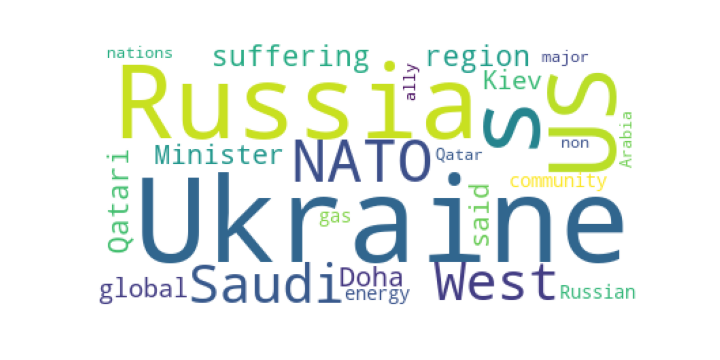 nations
suffering
region
major
Russia
ally
Kiev
s
US
Arabia
Qatari
Minister
NATO
Qatar
non
community
Ukraine
gas
said
global
Saudi
Doha
energy
West
Russian